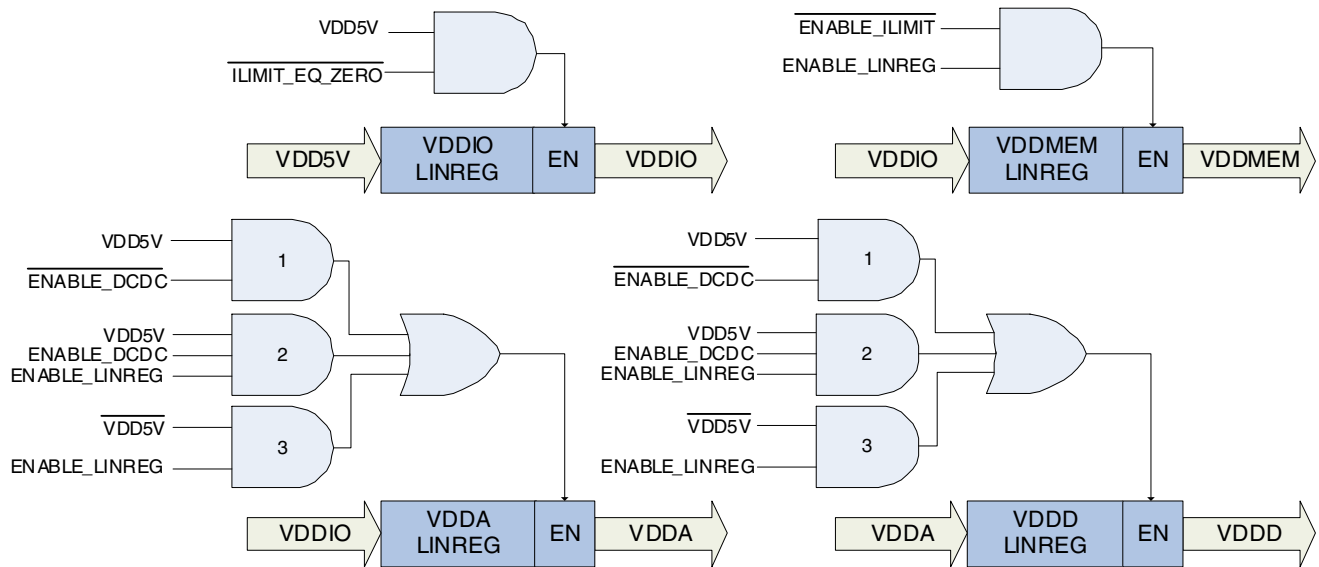 VDD5V
ILIMIT_EQ_ZERO
VDD5V
VDDIO
LINREG
EN
VDDIO
ENABLE_ILIMIT
ENABLE_LINREG
VDDIO
VDDMEM
LINREG
EN
VDDMEM
VDD5V
ENABLE_DCDC
1
VDD5V
ENABLE_DCDC
ENABLE_LINREG
2
VDD5V
ENABLE_LINREG
3
VDDIO
VDDA
LINREG
EN
VDDA
VDD5V
ENABLE_DCDC
1
VDD5V
ENABLE_DCDC
ENABLE_LINREG
2
VDD5V
ENABLE_LINREG
3
VDDA
VDDD
LINREG
EN
VDDD